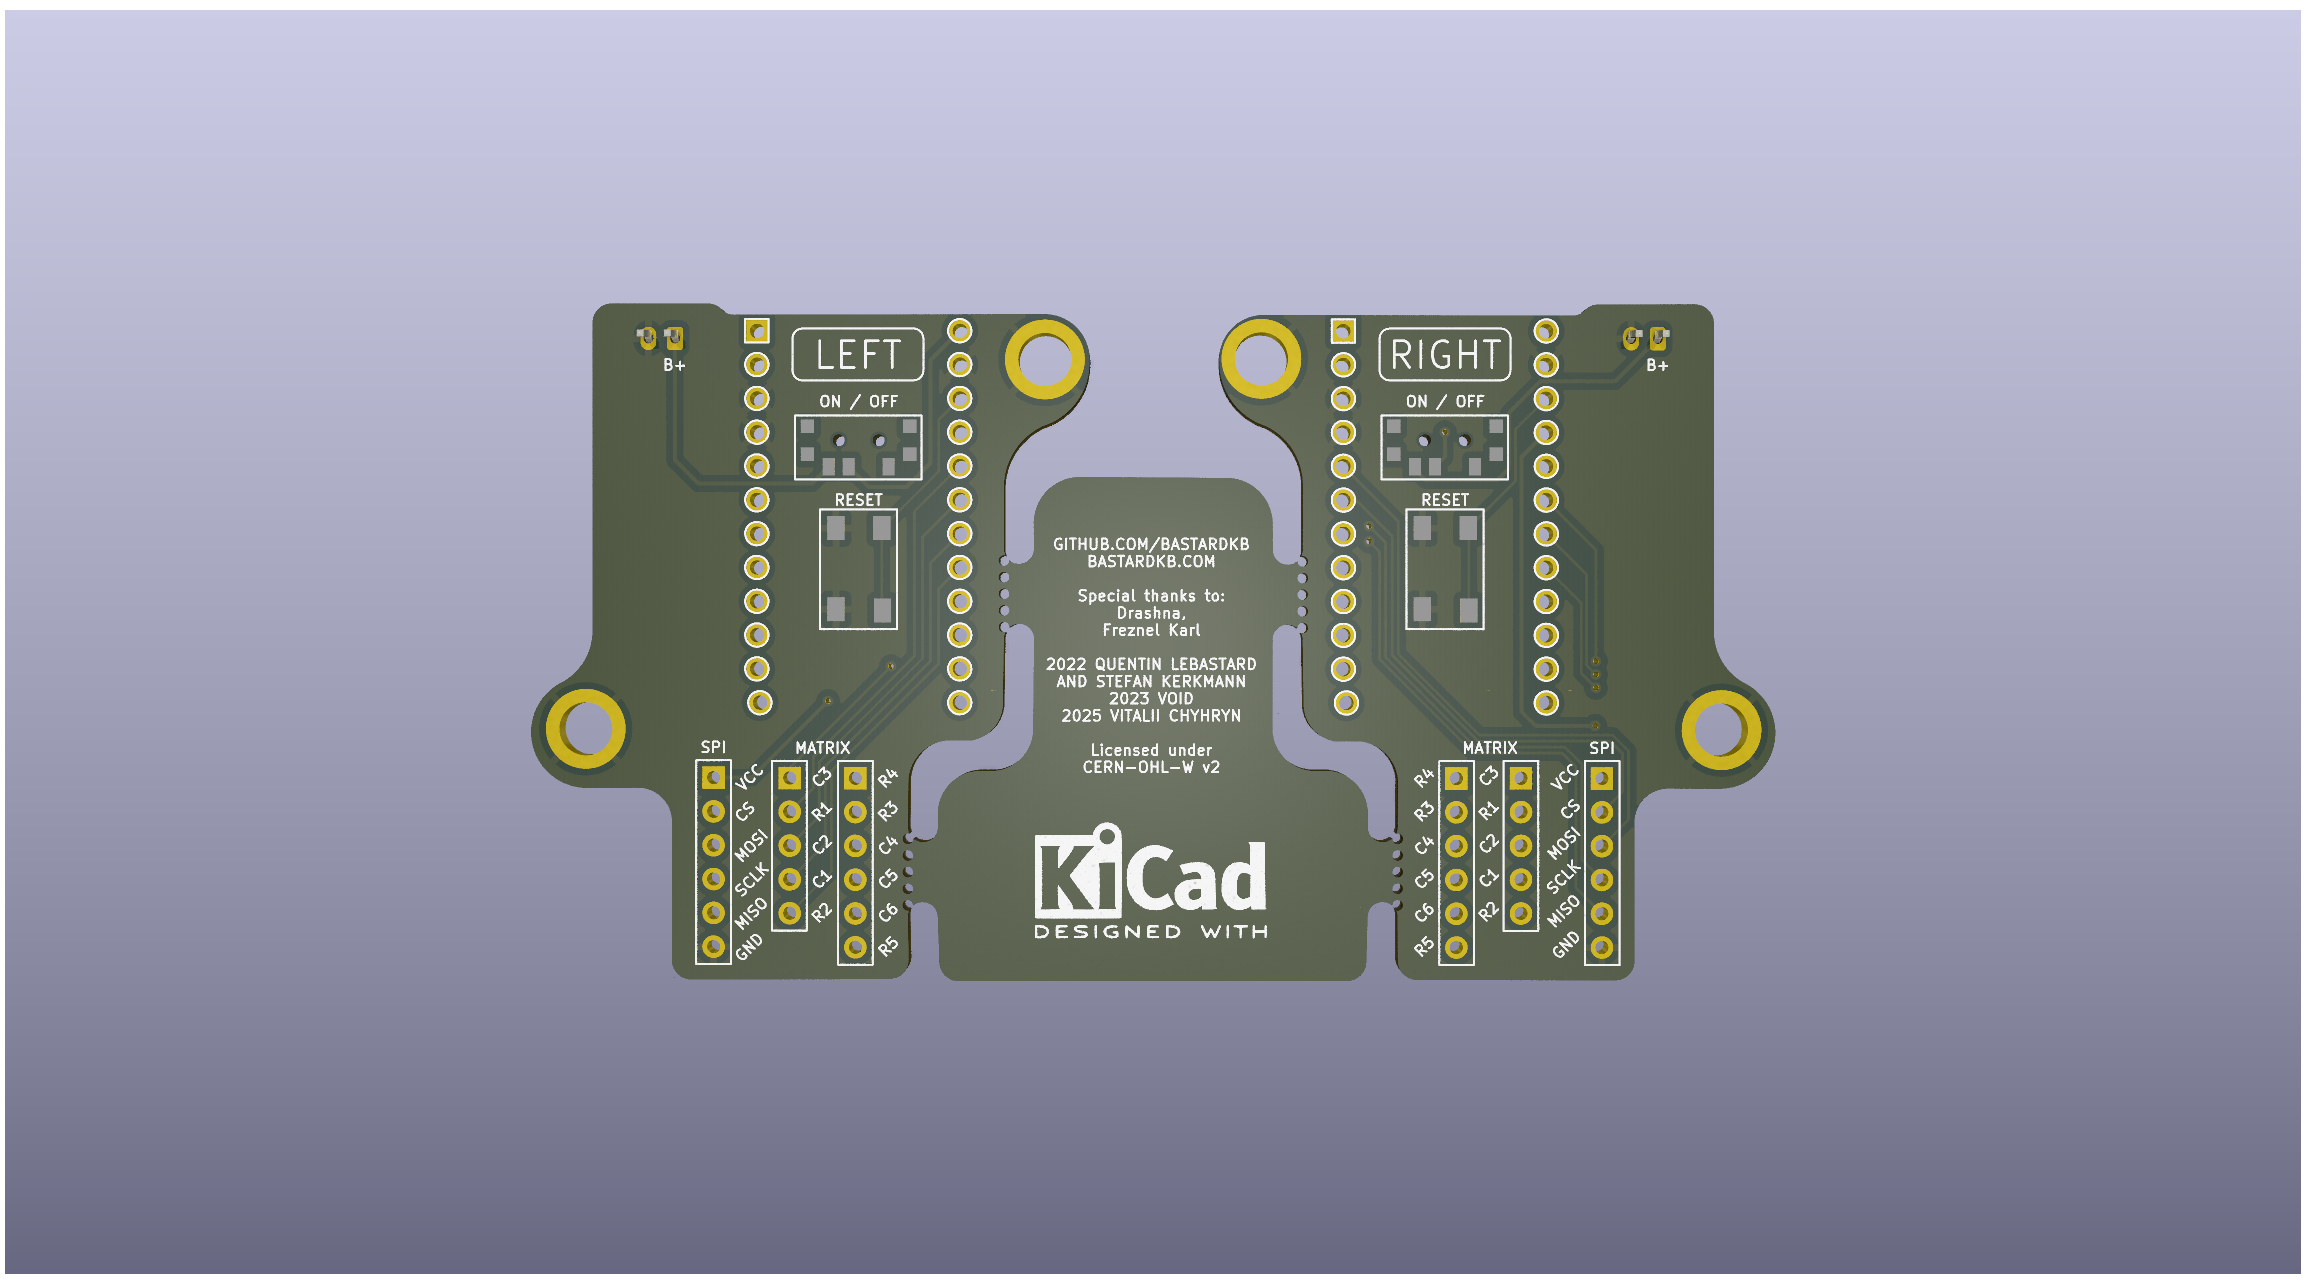 LEFT
B+
ON / OFF
RESET
SPI
VCC
CS
MOSI
SCLK
MISO
GND
MATRIX
C3
R1
C2
C1
R2
R4
R3
C4
C5
C6
R5
GITHUB.COM/BASTARDKB
BASTARDKB.COM
Special thanks to:
Drashna,
Freznel Karl
2022 QUENTIN LEBASTARD
AND STEFAN KERKMANN
2023 VOID
2025 VITALII CHYHRYN
Licensed under
CERN-OHL-W v2
KiCad
DESIGNED WITH
RIGHT
B+
ON / OFF
RESET
MATRIX
R4
R3
C4
C5
C6
R5
C3
R1
C2
C1
R2
SPI
VCC
CS
MOSI
SCLK
MISO
GND